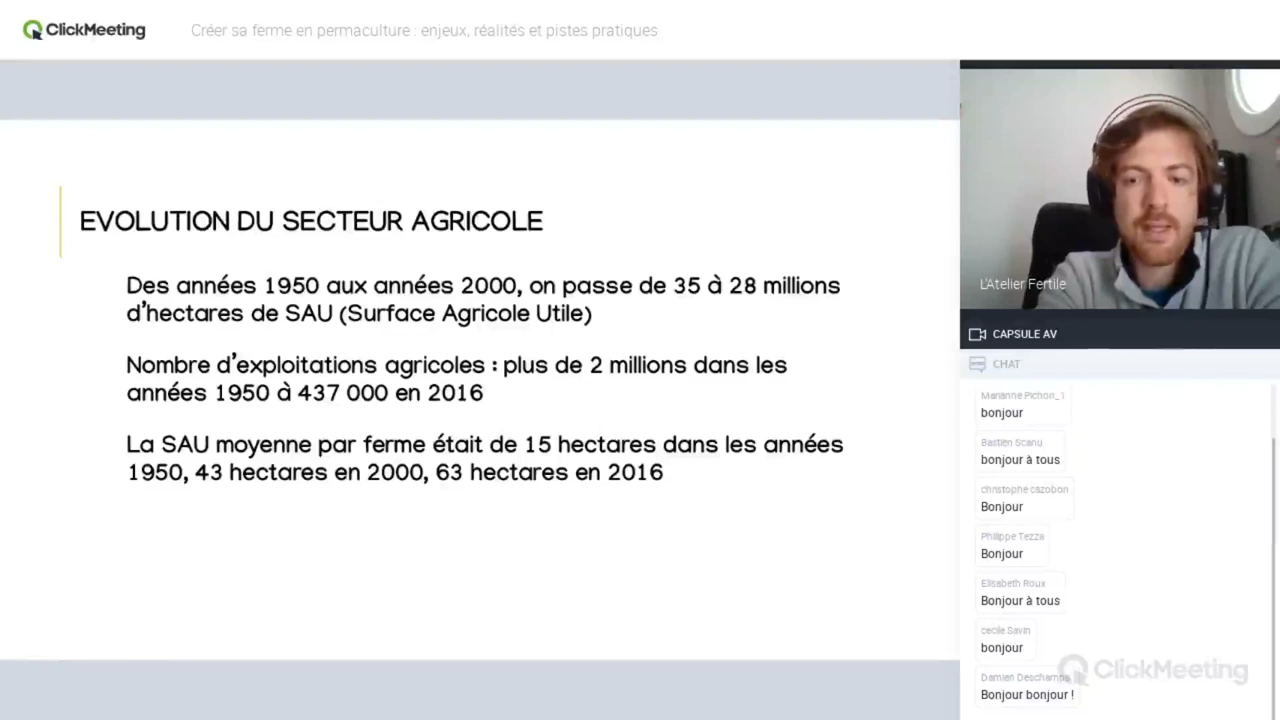 ClickMeeting
Créer sa ferme en permaculture : enjeux, réalités et pistes pratiques
EVOLUTION DU SECTEUR AGRICOLE
Des années 1950 aux années 2000, on passe de 35 à 28 millions
d’hectares de SAU (Surface Agricole Utile)
Nombre d’exploitations agricoles : plus de 2 millions dans les
années 1950 à 437 000 en 2016
La SAU moyenne par ferme était de 15 hectares dans les années
1950, 43 hectares en 2000, 63 hectares en 2016
L'Atelier Fertile
CAPSULE AV
CHAT
Marianne Pichon_1
bonjour
Bastien Scanu
bonjour à tous
christophe cazobon
Bonjour
Philippe Tezza
Bonjour
Elisabeth Roux
Bonjour à tous
cecile Savin
bonjour
Damien Deschamps
Bonjour bonjour !
ClickMeeting